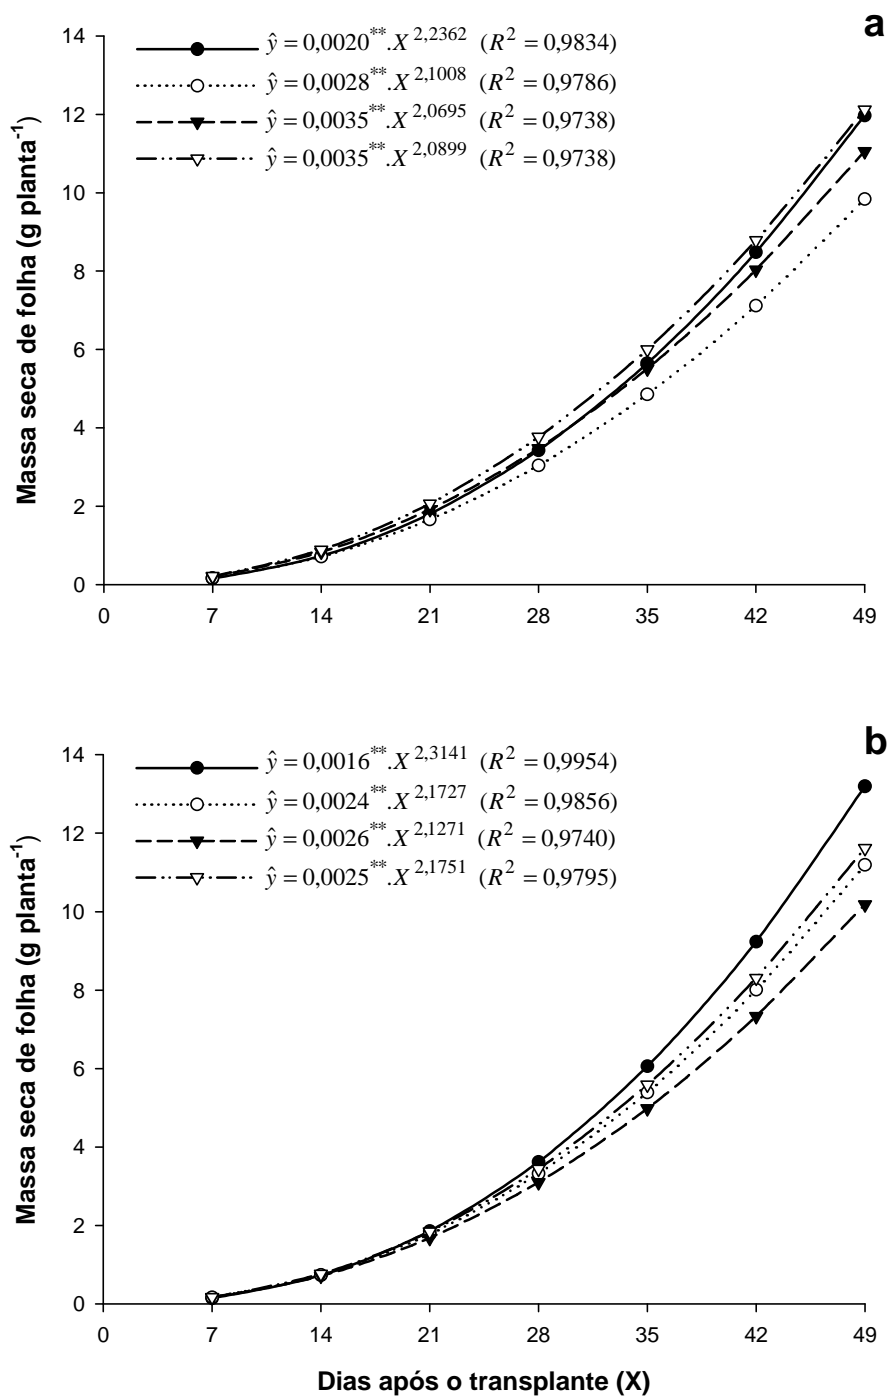 a
ŷ = 0,0020**.X^2,2362 (R² = 0,9834)
ŷ = 0,0028**.X^2,1008 (R² = 0,9786)
ŷ = 0,0035**.X^2,0695 (R² = 0,9738)
ŷ = 0,0035**.X^2,0899 (R² = 0,9738)
Massa seca de folha (g planta⁻¹)
14
12
10
8
6
4
2
0
0 7 14 21 28 35 42 49
b
ŷ = 0,0016**.X^2,3141 (R² = 0,9954)
ŷ = 0,0024**.X^2,1727 (R² = 0,9856)
ŷ = 0,0026**.X^2,1271 (R² = 0,9740)
ŷ = 0,0025**.X^2,1751 (R² = 0,9795)
Massa seca de folha (g planta⁻¹)
14
12
10
8
6
4
2
0
0 7 14 21 28 35 42 49
Dias após o transplante (X)